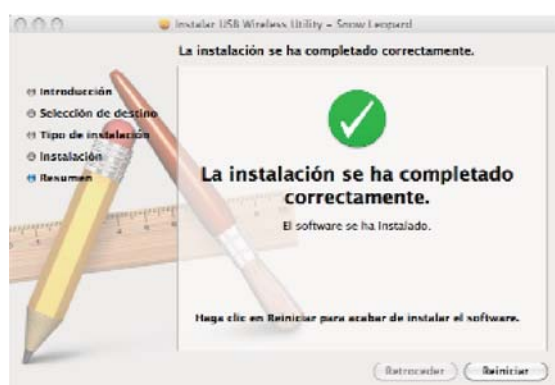 Instalar USB Wireless Utility – Snow Leopard
La instalación se ha completado correctamente.
Introducción
Selección de destino
Tipo de instalación
Instalación
Resumen
La instalación se ha completado
correctamente.
El software se ha instalado.
Haga clic en Reiniciar para acabar de instalar el software.
Retroceder
Reiniciar